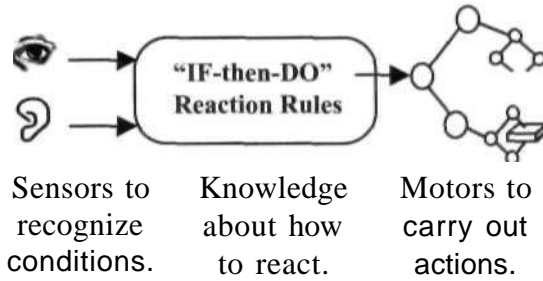 “IF-then-DO”
Reaction Rules
Sensors to
recognize
conditions.
Knowledge
about how
to react.
Motors to
carry out
actions.